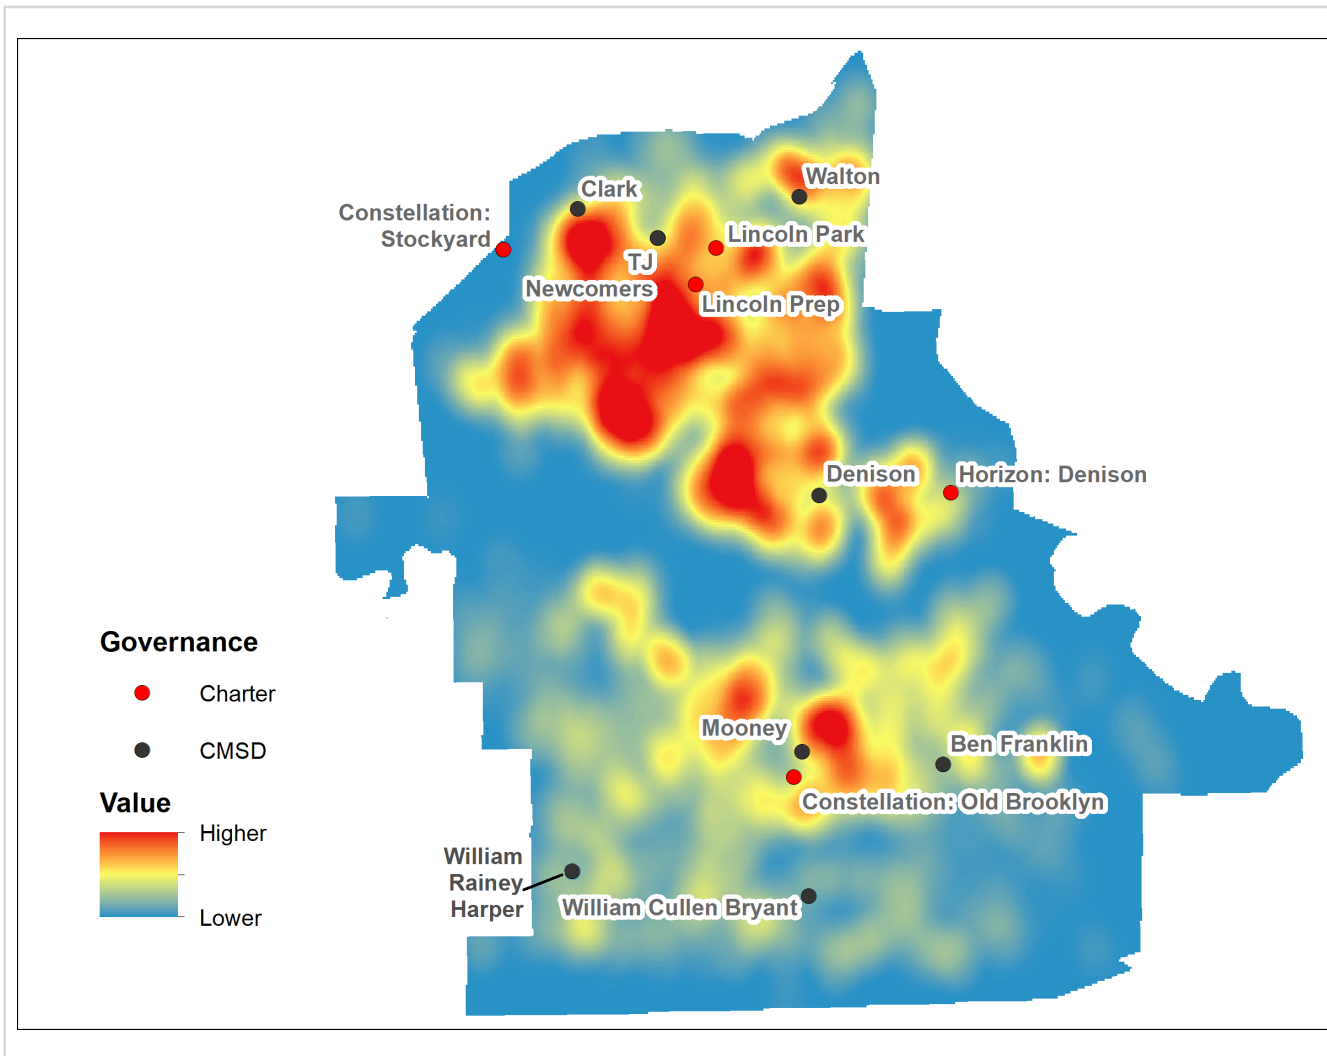 Walton
Clark
Constellation:
Stockyard
Lincoln Park
TJ
Newcomers
Lincoln Prep
Denison
Horizon: Denison
Governance
Charter
CMSD
Value
Higher
Lower
Mooney
Ben Franklin
Constellation: Old Brooklyn
William
Rainey
Harper
William Cullen Bryant